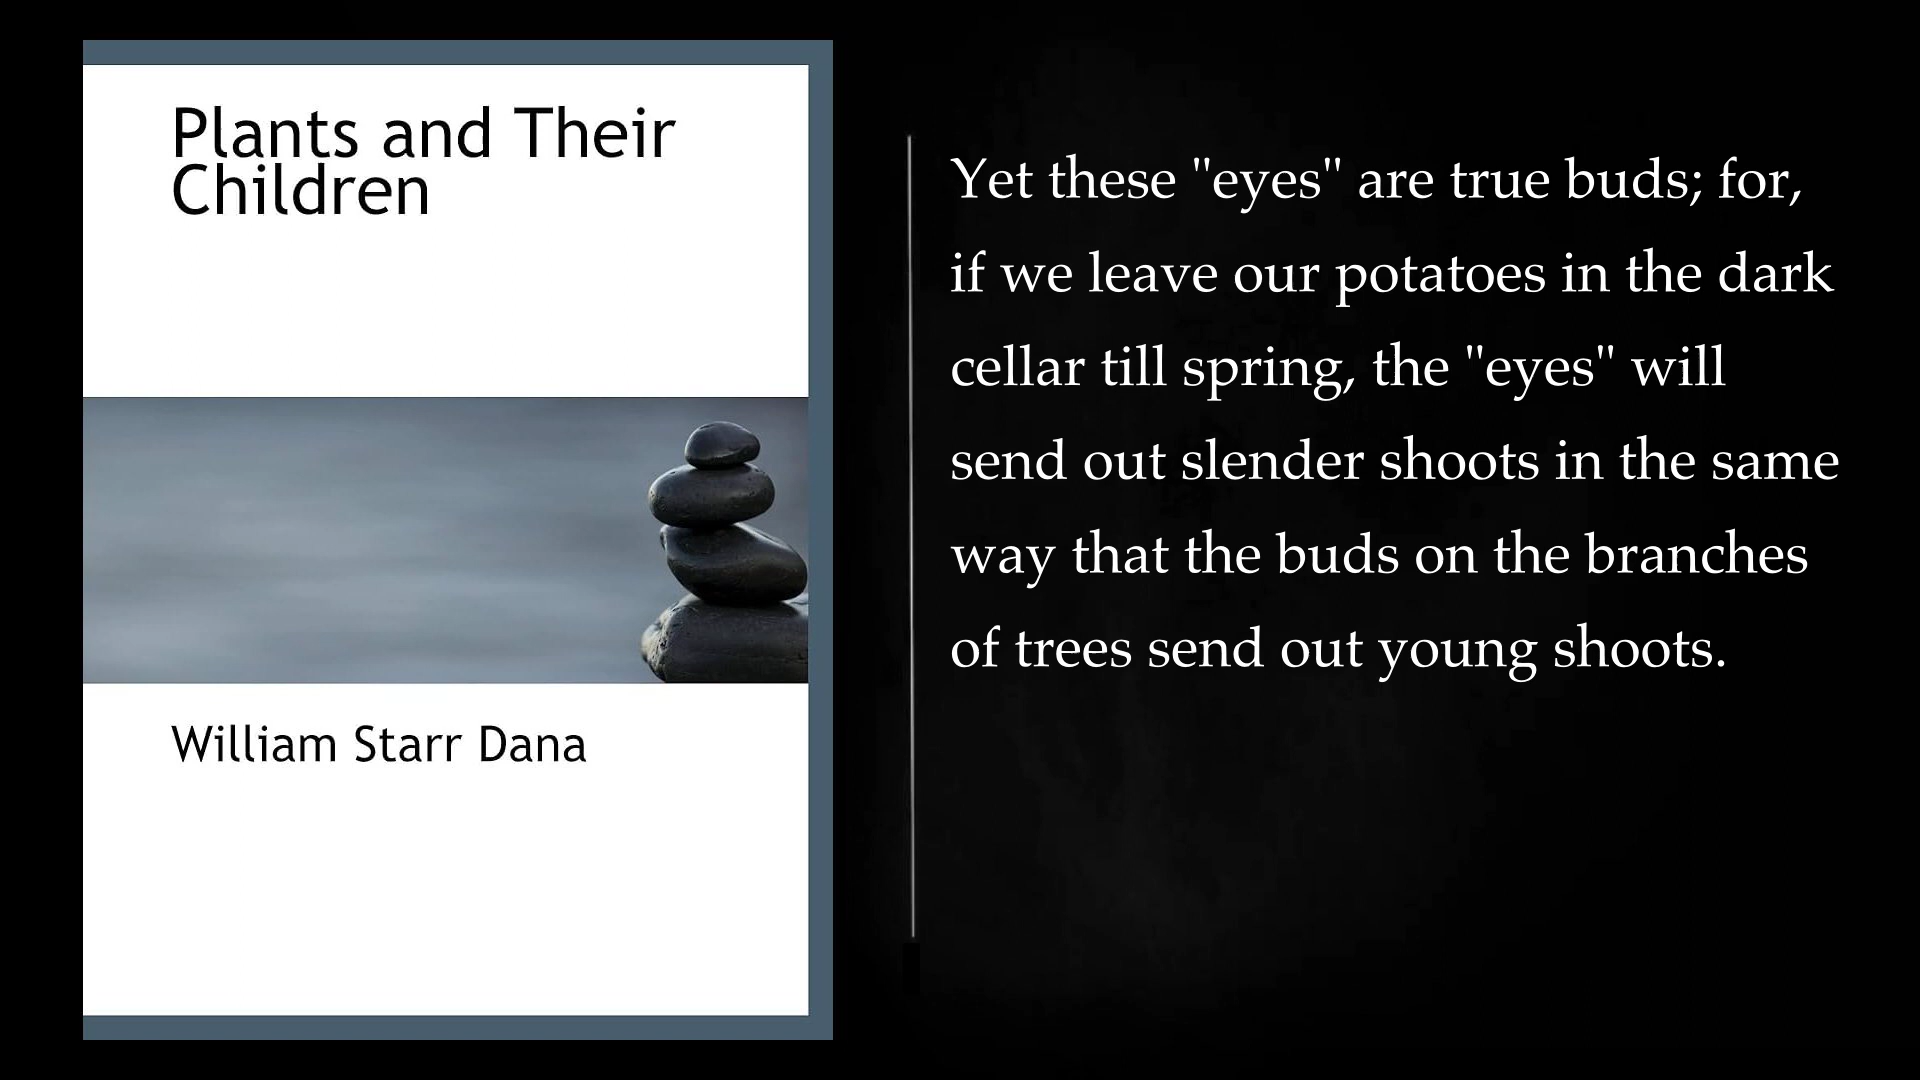 Plants and Their
Children
William Starr Dana
Yet these "eyes" are true buds; for,
if we leave our potatoes in the dark
cellar till spring, the "eyes" will
send out slender shoots in the same
way that the buds on the branches
of trees send out young shoots.